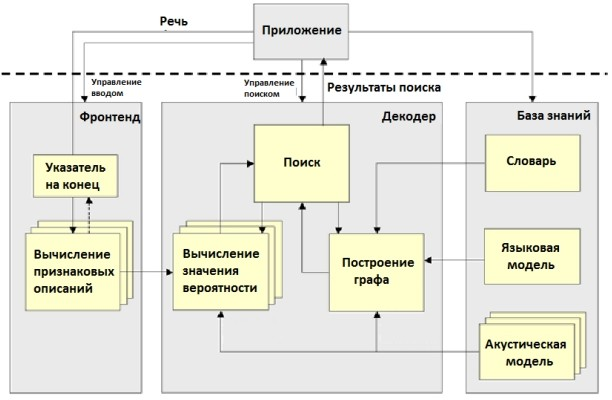 Речь
Приложение
Управление
вводом
Управление
поиском
Результаты поиска
Фронтенд
Декодер
База знаний
Указатель
на конец
Поиск
Словарь
Вычисление
признаковых
описаний
Вычисление
значения
вероятности
Построение
графа
Языковая
модель
Акустическая
модель